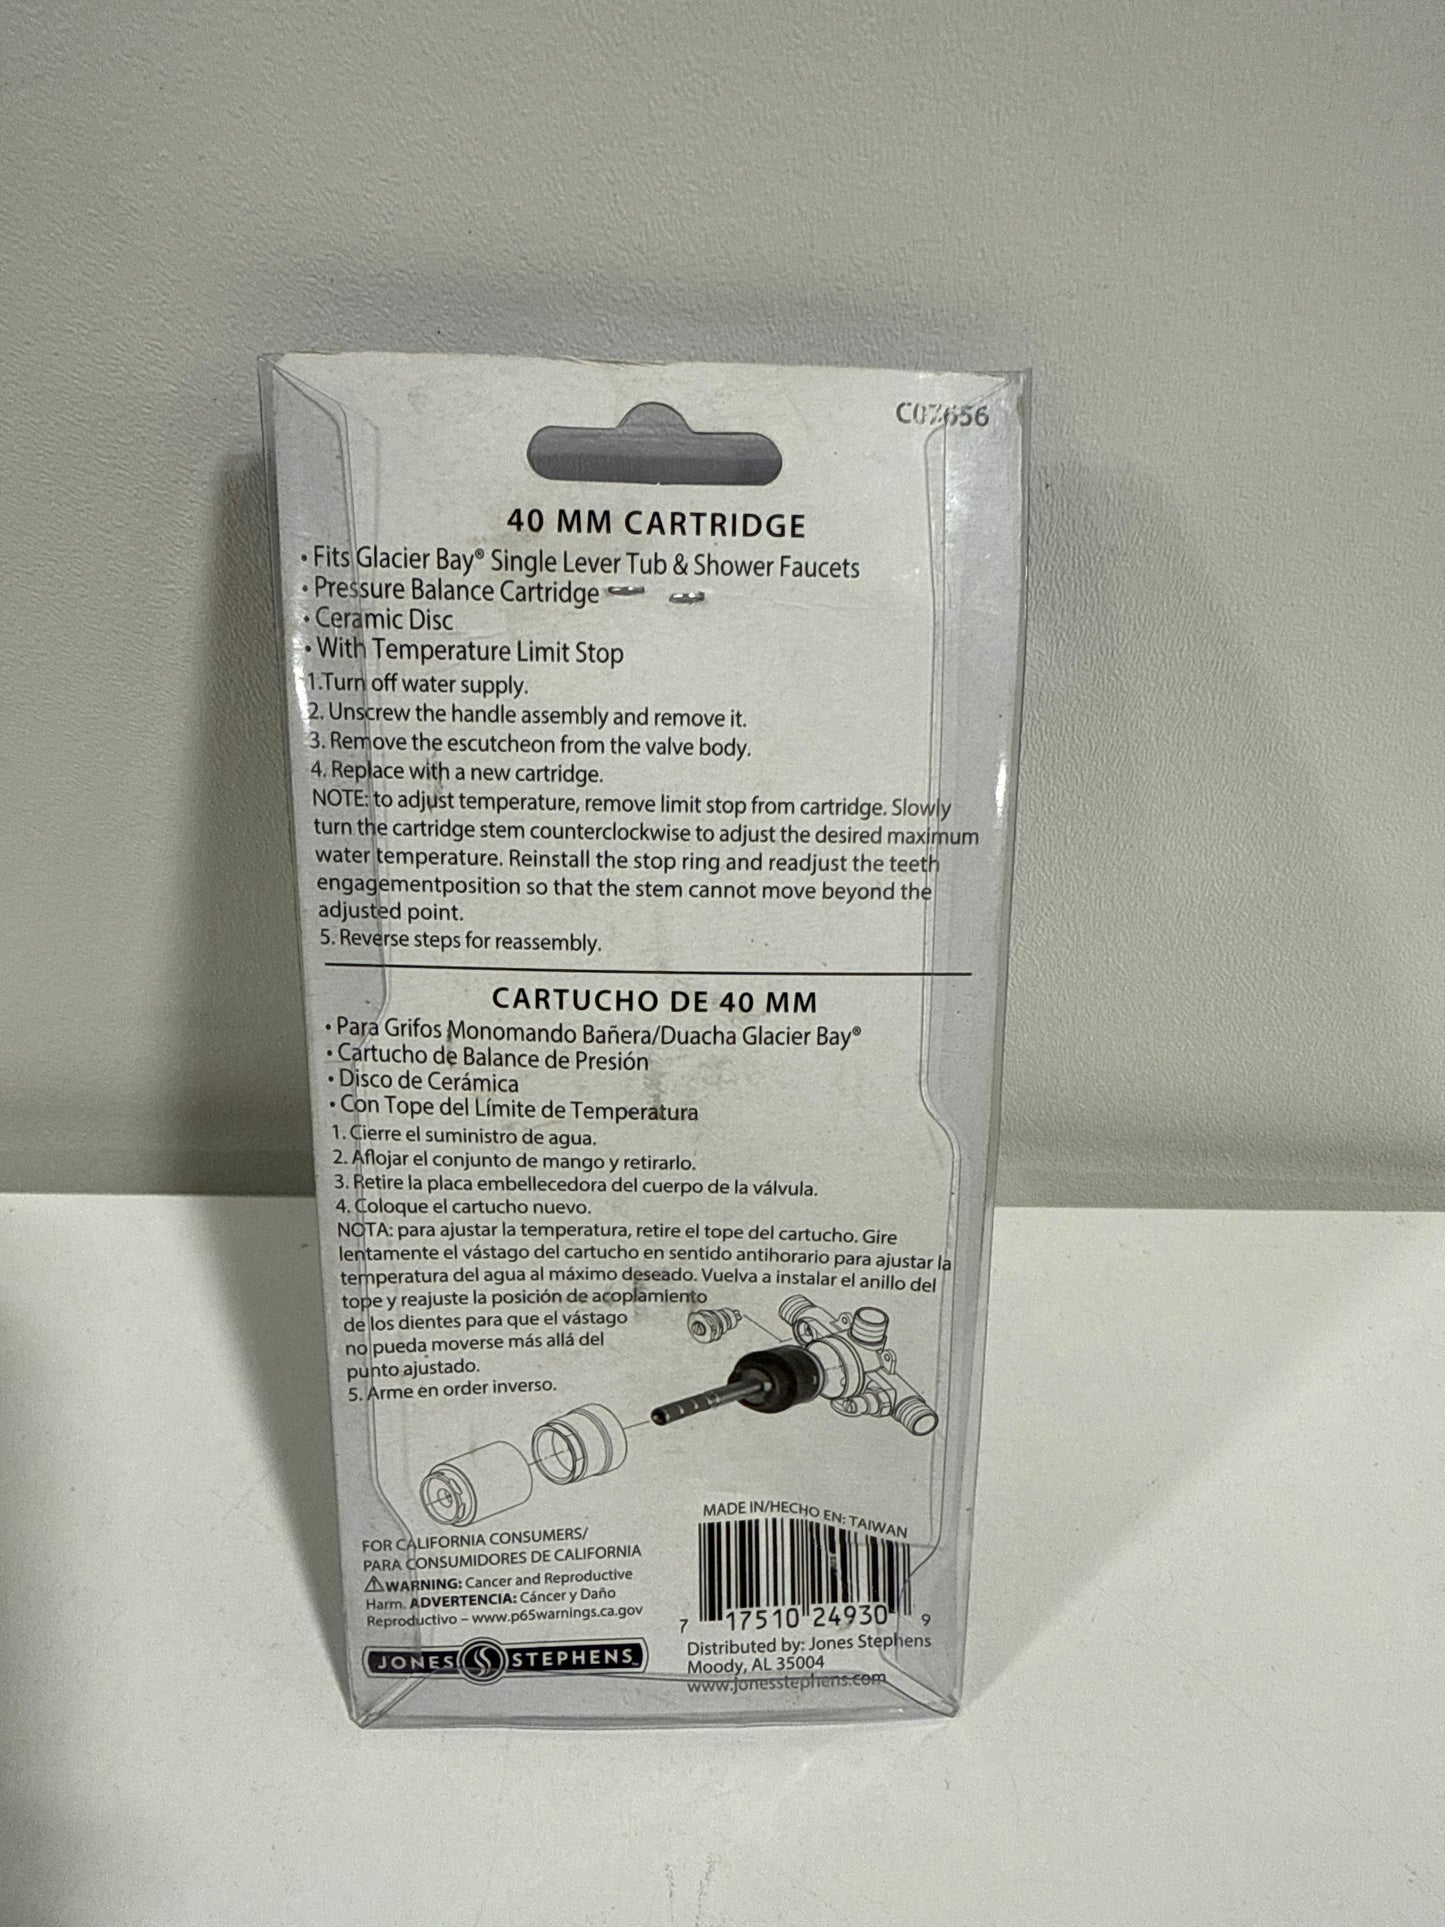 C07656
40 MM CARTRIDGE
• Fits Glacier Bay® Single Lever Tub & Shower Faucets
• Pressure Balance Cartridge
• Ceramic Disc
• With Temperature Limit Stop
1.Turn off water supply.
2. Unscrew the handle assembly and remove it.
3. Remove the escutcheon from the valve body.
4. Replace with a new cartridge.
NOTE: to adjust temperature, remove limit stop from cartridge. Slowly
turn the cartridge stem counterclockwise to adjust the desired maximum
water temperature. Reinstall the stop ring and readjust the teeth
engagementposition so that the stem cannot move beyond the
adjusted point.
5. Reverse steps for reassembly.
CARTUCHO DE 40 MM
• Para Grifos Monomando Bañera/Duacha Glacier Bay®
• Cartucho de Balance de Presión
• Disco de Cerámica
• Con Tope del Límite de Temperatura
1. Cierre el suministro de agua.
2. Aflojar el conjunto de mango y retirarlo.
3. Retire la placa embellecedora del cuerpo de la válvula.
4. Coloque el cartucho nuevo.
NOTA: para ajustar la temperatura, retire el tope del cartucho. Gire
lentamente el vástago del cartucho en sentido antihorario para ajustar la
temperatura del agua al máximo deseado. Vuelva a instalar el anillo del
tope y reajuste la posición de acoplamiento
de los dientes para que el vástago
no pueda moverse más allá del
punto ajustado.
5. Arme en order inverso.
FOR CALIFORNIA CONSUMERS/
PARA CONSUMIDORES DE CALIFORNIA
⚠WARNING: Cancer and Reproductive
Harm. ADVERTENCIA: Cáncer y Daño
Reproductivo – www.p65warnings.ca.gov
JONES STEPHENS™
MADE IN/HECHO EN: TAIWAN
7 17510 24930 9
Distributed by: Jones Stephens
Moody, AL 35004
www.jonesstephens.com